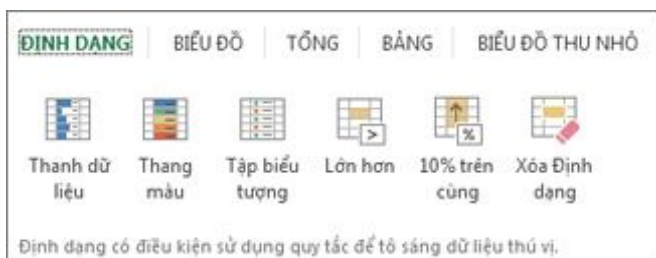 ĐỊNH DẠNG BIỂU ĐỒ TỔNG BẢNG BIỂU ĐỒ THU NHỎ
Thanh dữ liệu
Thang màu
Tập biểu tượng
Lớn hơn
10% trên cùng
Xóa Định dạng
Định dạng có điều kiện sử dụng quy tắc để tô sáng dữ liệu thú vị.